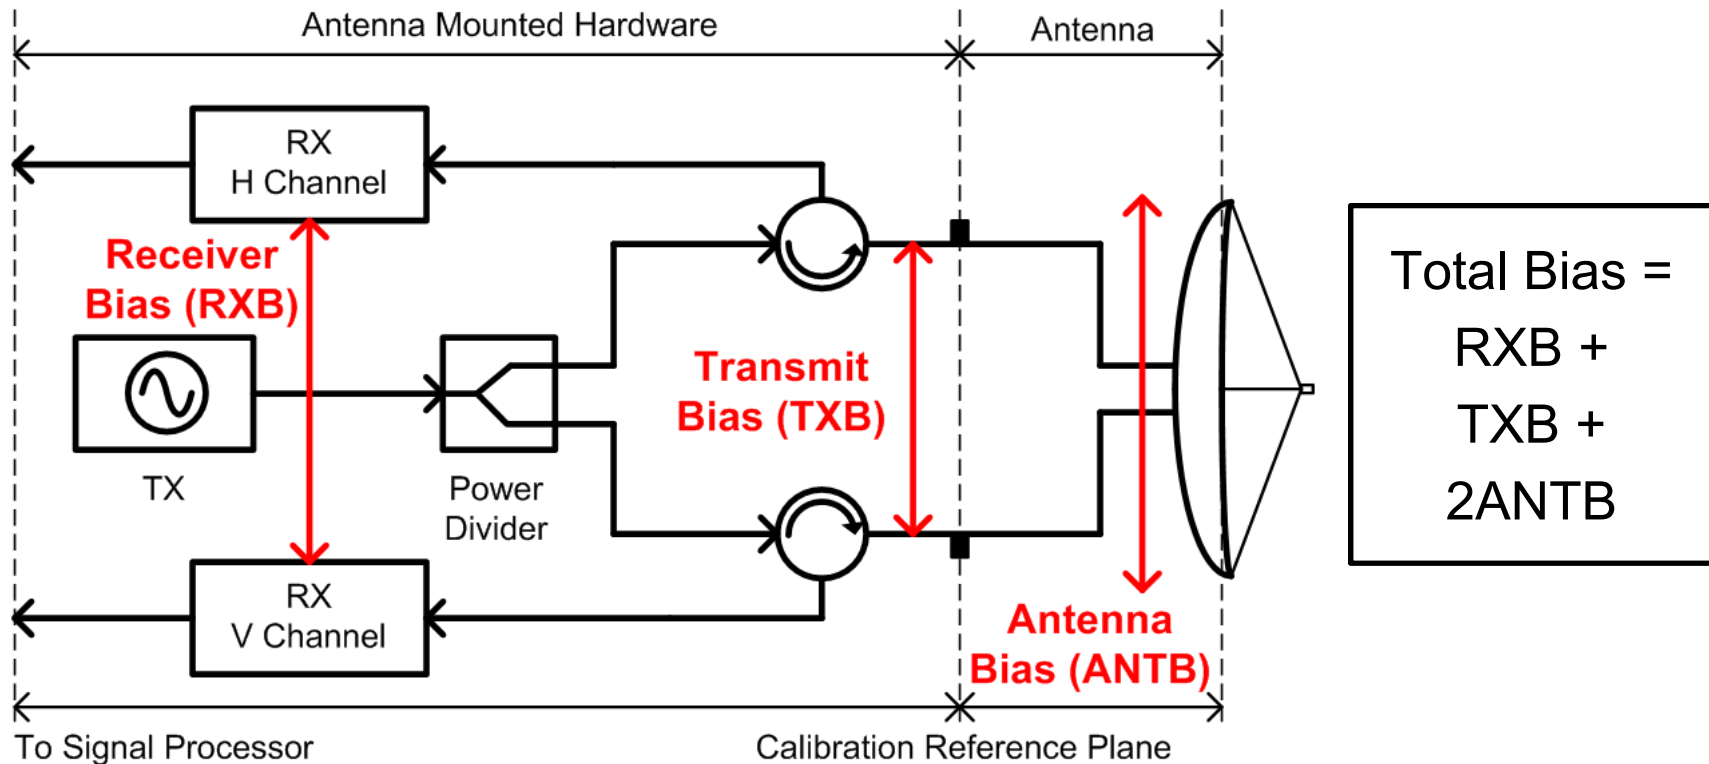 Antenna Mounted Hardware
Antenna
RX
H Channel
Receiver
Bias (RXB)
TX
Power
Divider
Transmit
Bias (TXB)
RX
V Channel
Antenna
Bias (ANTB)
To Signal Processor
Calibration Reference Plane
Total Bias =
RXB +
TXB +
2ANTB